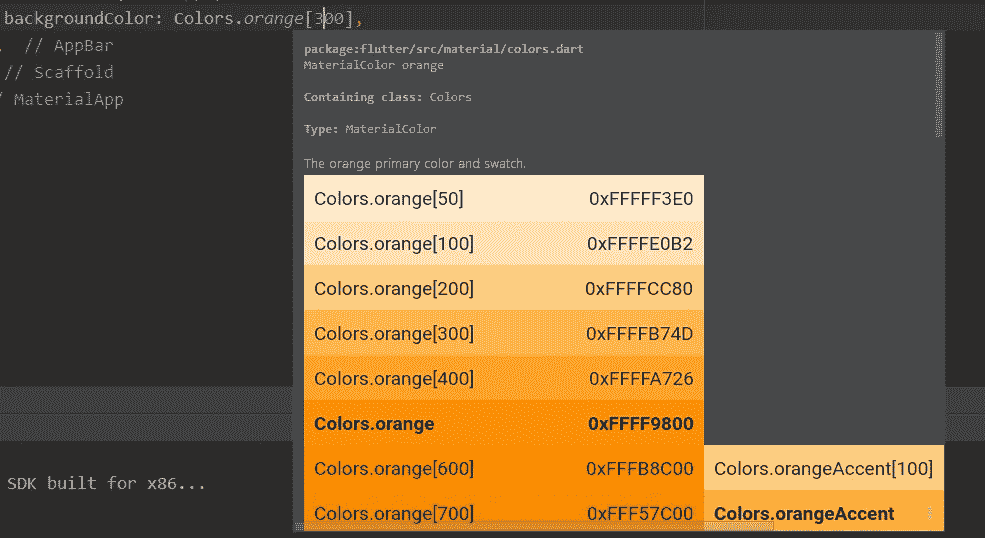 backgroundColor: Colors.orange[300],
// AppBar
// Scaffold
/ MaterialApp
package:flutter/src/material/colors.dart
MaterialColor orange
Containing class: Colors
Type: MaterialColor
The orange primary color and swatch.
Colors.orange[50] 0xFFFFF3E0
Colors.orange[100] 0xFFFFE0B2
Colors.orange[200] 0xFFFFCC80
Colors.orange[300] 0xFFFFB74D
Colors.orange[400] 0xFFFFA726
Colors.orange 0xFFFF9800
Colors.orange[600] 0xFFFB8C00 Colors.orangeAccent[100]
Colors.orange[700] 0xFFF57C00 Colors.orangeAccent
SDK built for x86...